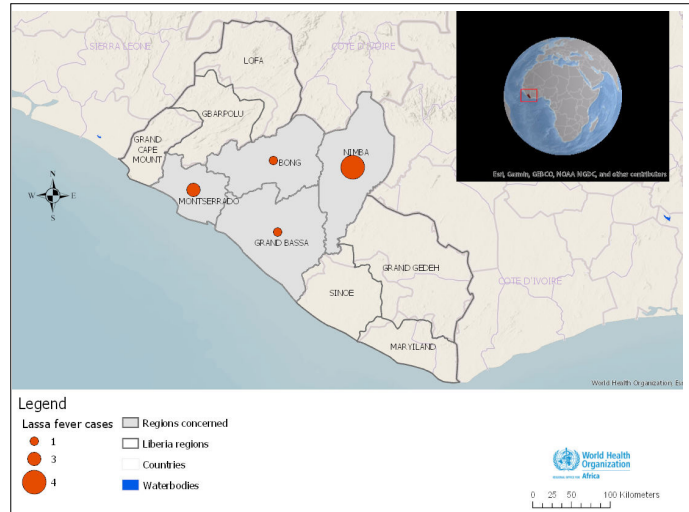 SIERRA LEONE
COTE D'IVOIRE
LOFA
GBARPOLU
GRAND
CAPE
MOUNT
BONG
NIMBA
MONTSERRADO
GRAND BASSA
GRAND GEDEH
SINOE
COTE D'IVOIRE
MARYILAND
N
W
E
S
Esri, Garmin, GEBCO, NOAA NGDC, and other contributors
World Health Organization, Esri
Legend
Lassa fever cases
1
3
4
Regions concerned
Liberia regions
Countries
Waterbodies
World Health
Organization
Africa
0 25 50 100 Kilometers